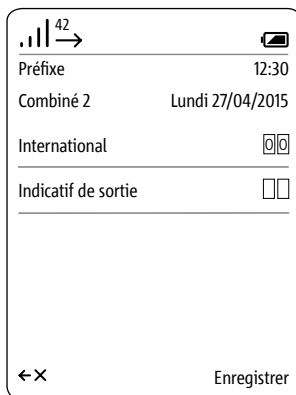 42
Préfixe 12:30
Combiné 2 Lundi 27/04/2015
International 00
Indicatif de sortie
Enregistrer